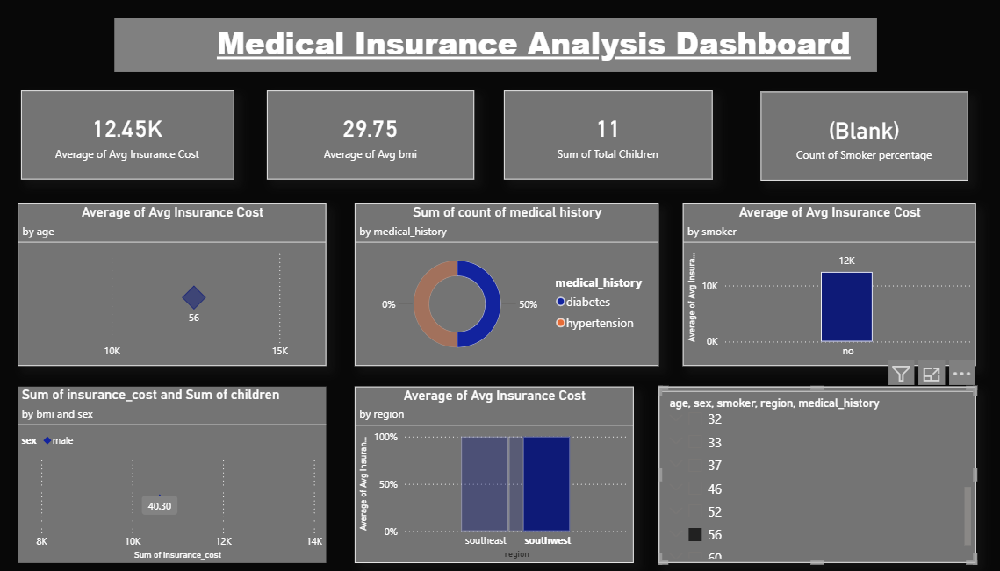 Medical Insurance Analysis Dashboard
12.45K
Average of Avg Insurance Cost
29.75
Average of Avg bmi
11
Sum of Total Children
(Blank)
Count of Smoker percentage
Average of Avg Insurance Cost
by age
56
10K
15K
Sum of count of medical history
by medical_history
0%
50%
medical_history
diabetes
hypertension
Average of Avg Insurance Cost
by smoker
Average of Avg Insura...
12K
10K
0K
no
Sum of insurance_cost and Sum of children
by bmi and sex
sex male
40.30
8K 10K 12K 14K
Sum of insurance_cost
Average of Avg Insurance Cost
by region
Average of Avg Insuran...
100%
50%
0%
southeast southwest
region
age, sex, smoker, region, medical_history
32
33
37
46
52
56
60